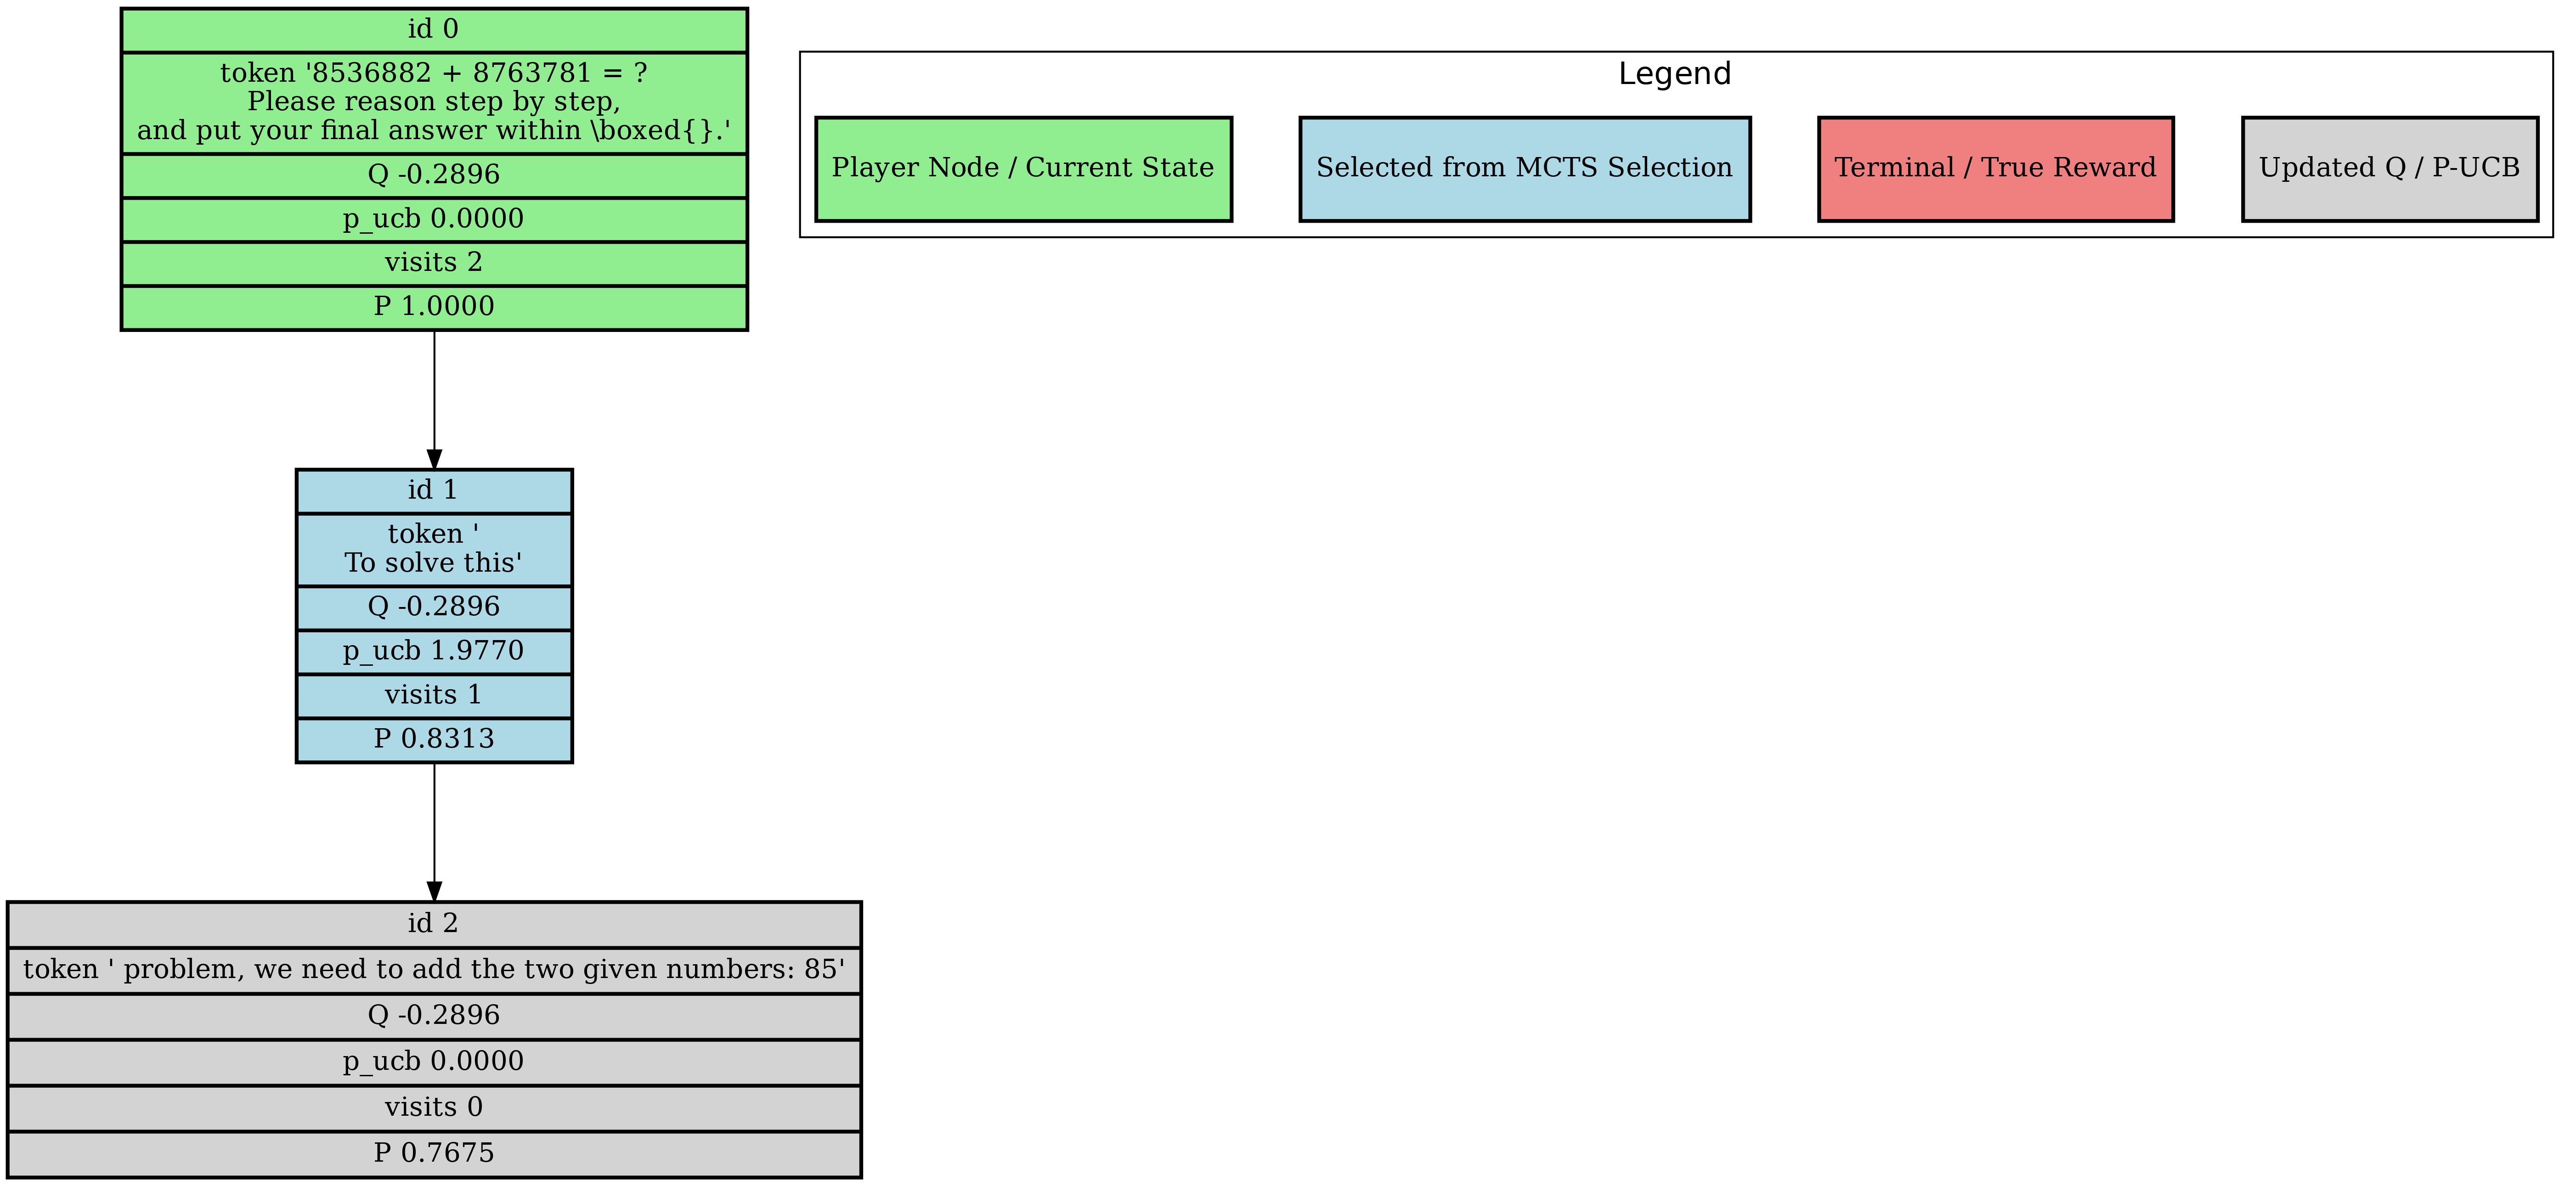 id 0
token '8536882 + 8763781 = ?
Please reason step by step,
and put your final answer within \boxed{}.'
Q -0.2896
p_ucb 0.0000
visits 2
P 1.0000
Legend
Player Node / Current State
Selected from MCTS Selection
Terminal / True Reward
Updated Q / P-UCB
id 1
token '
To solve this'
Q -0.2896
p_ucb 1.9770
visits 1
P 0.8313
id 2
token ' problem, we need to add the two given numbers: 85'
Q -0.2896
p_ucb 0.0000
visits 0
P 0.7675